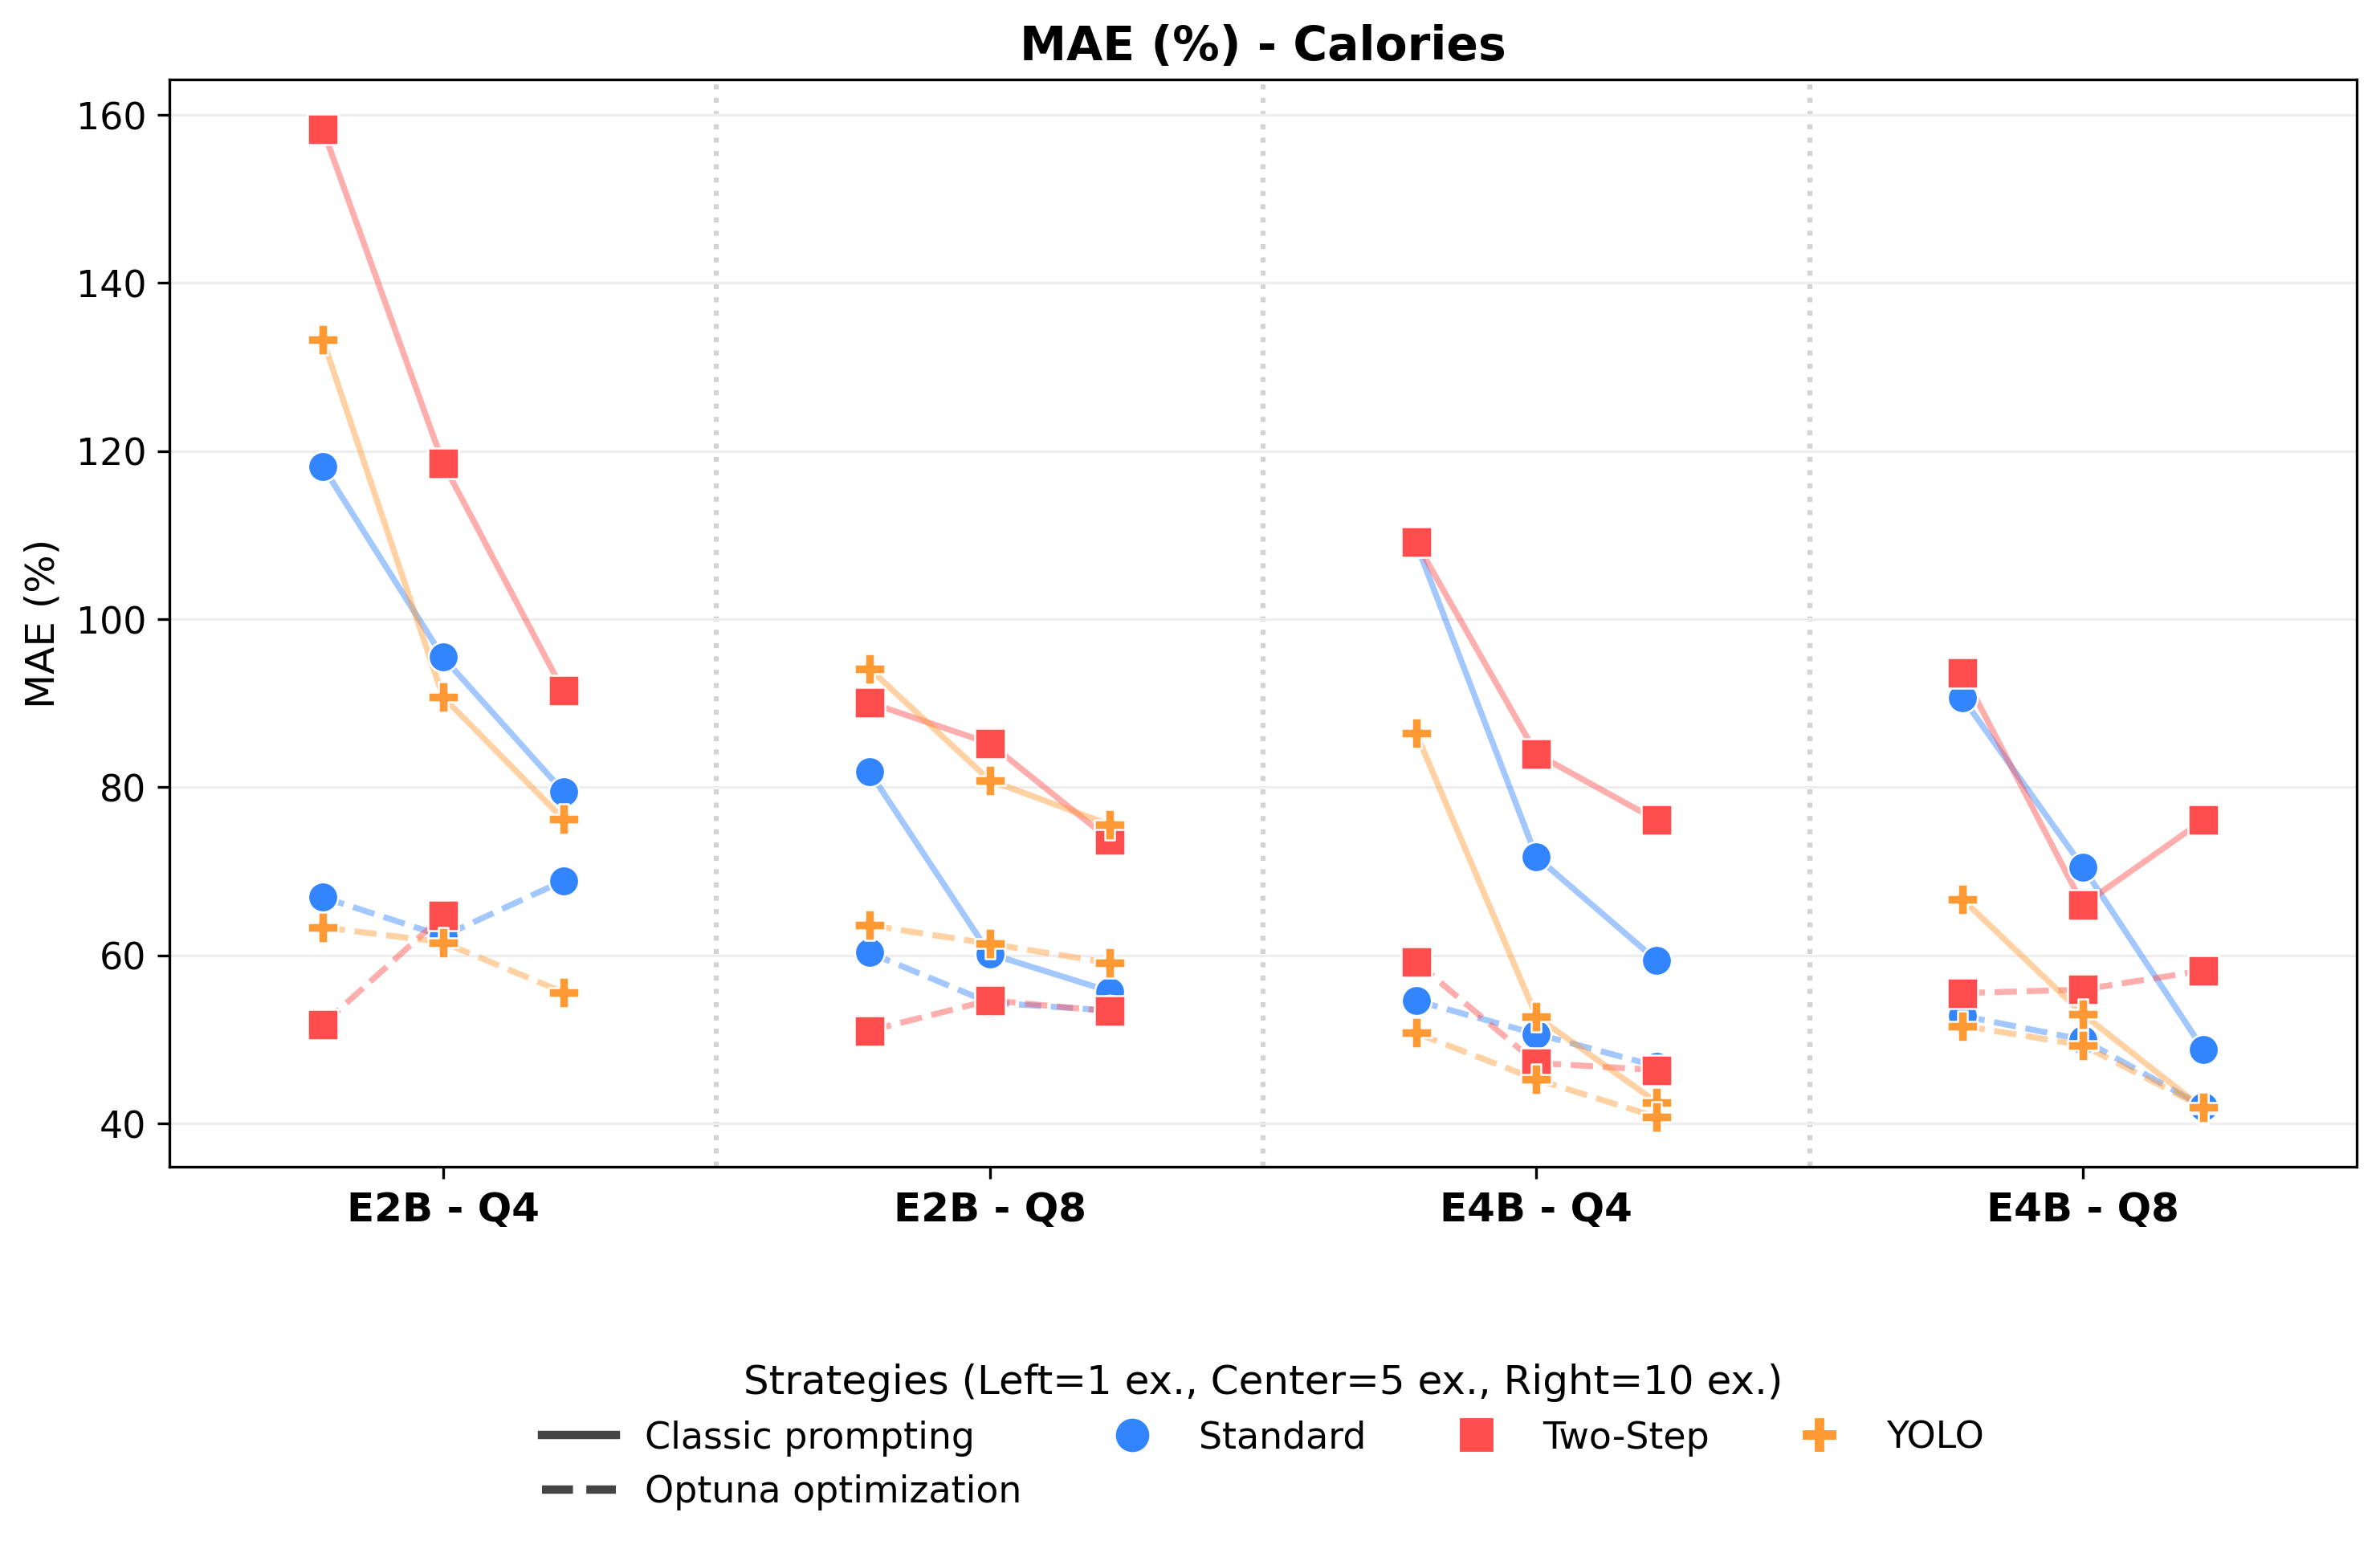 MAE (%) - Calories
MAE (%)
160
140
120
100
80
60
40
E2B - Q4
E2B - Q8
E4B - Q4
E4B - Q8
Strategies (Left=1 ex., Center=5 ex., Right=10 ex.)
Classic prompting
Optuna optimization
Standard
Two-Step
YOLO